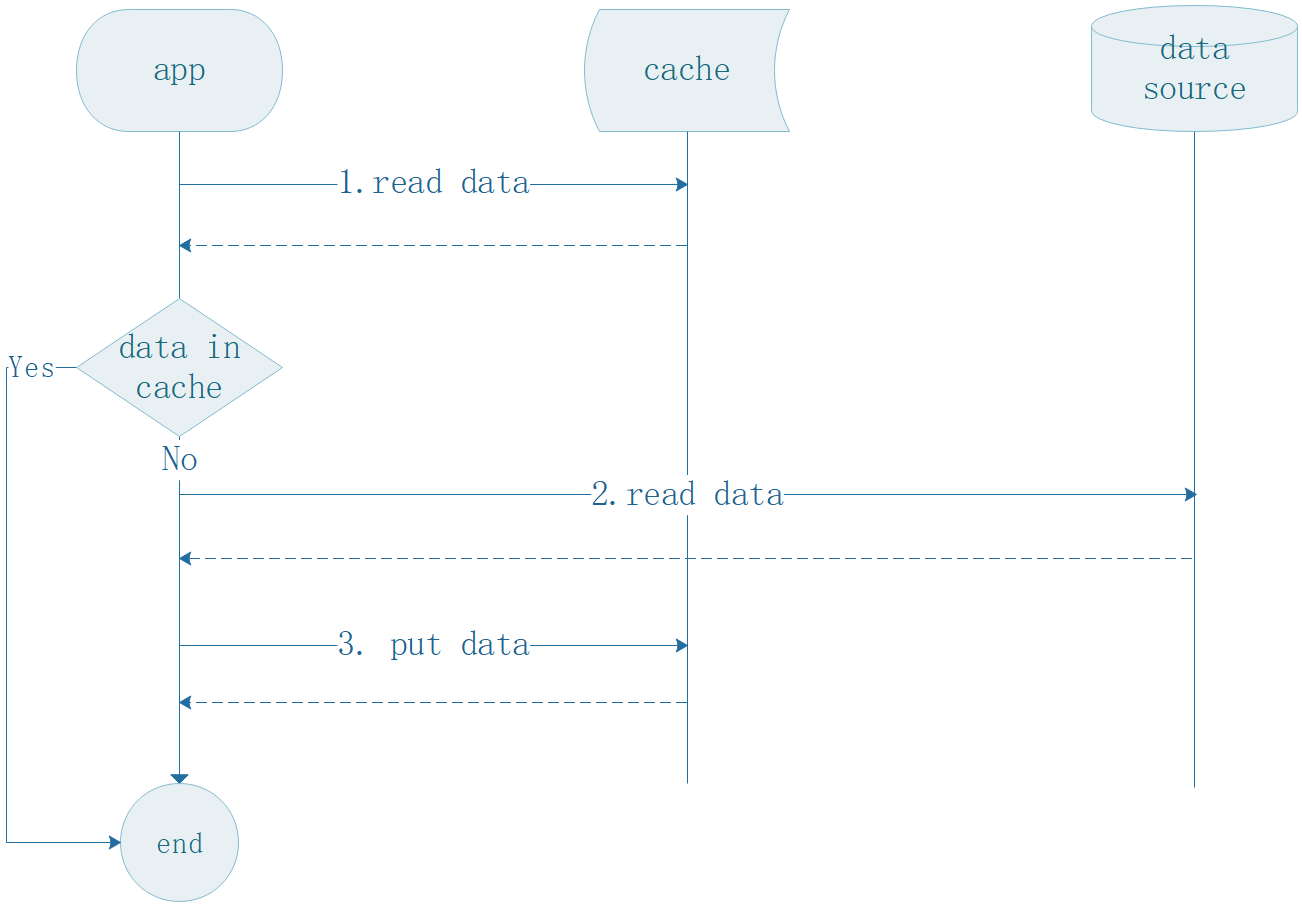 app
cache
data
source
1.read data
data in
cache
Yes
No
2.read data
3. put data
end